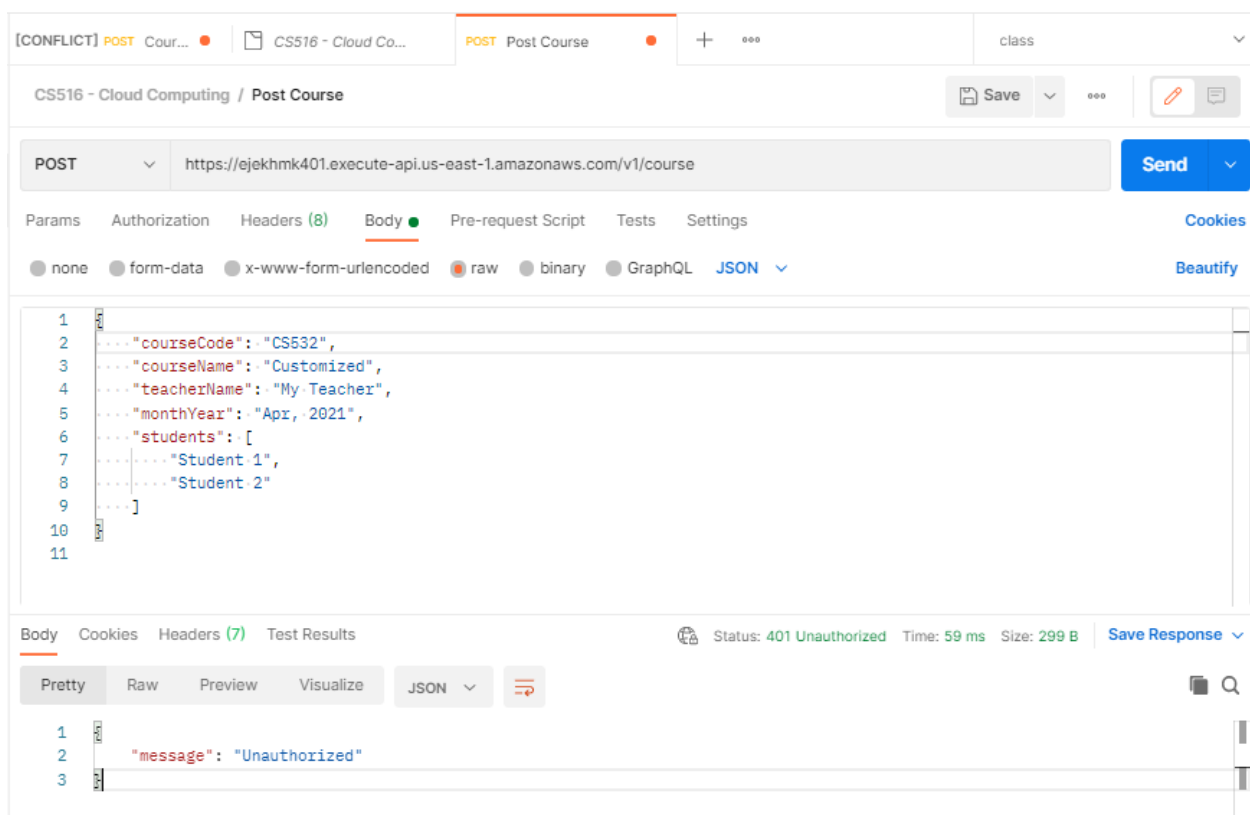 [CONFLICT] POST Cour... CS516 - Cloud Co... POST Post Course + ooo class
CS516 - Cloud Computing / Post Course Save ooo
POST https://ejekhmk401.execute-api.us-east-1.amazonaws.com/v1/course Send
Params Authorization Headers (8) Body Pre-request Script Tests Settings Cookies
none form-data x-www-form-urlencoded raw binary GraphQL JSON Beautify
1 {
2 "courseCode": "CS532",
3 "courseName": "Customized",
4 "teacherName": "My Teacher",
5 "monthYear": "Apr, 2021",
6 "students": [
7 "Student 1",
8 "Student 2"
9 ]
10 }
11
Body Cookies Headers (7) Test Results Status: 401 Unauthorized Time: 59 ms Size: 299 B Save Response
Pretty Raw Preview Visualize JSON
1 {
2 "message": "Unauthorized"
3 }